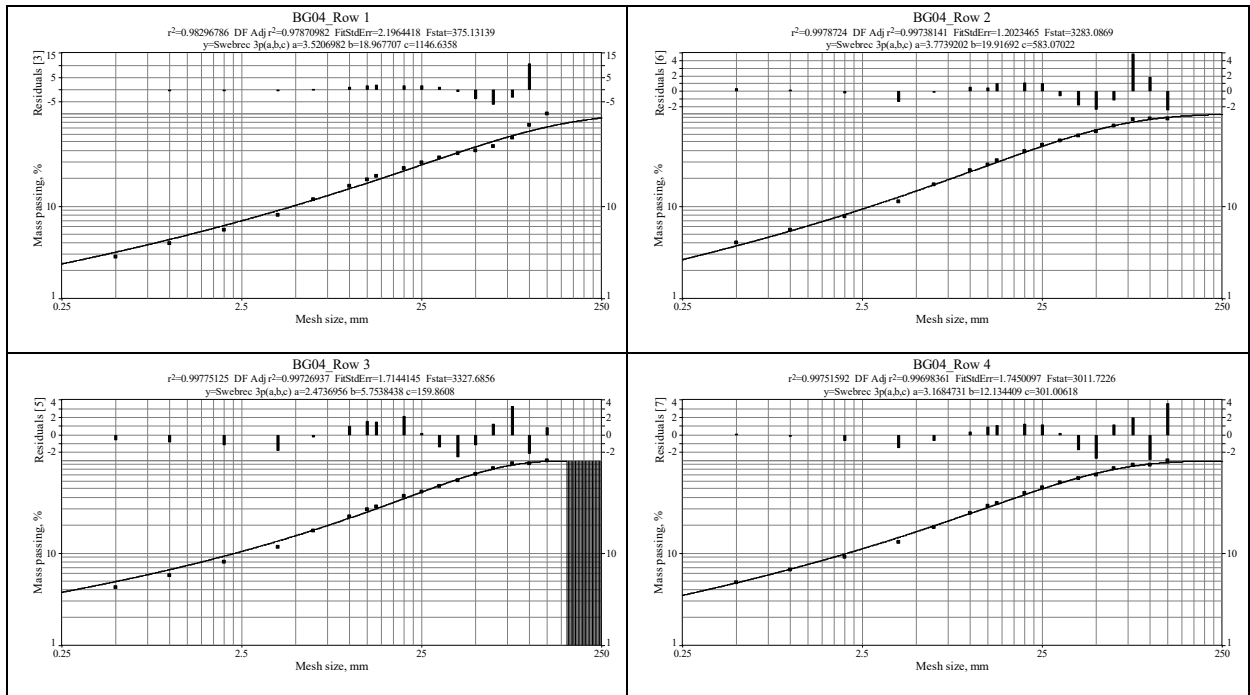 BG04_Row 1
r²=0.98296786 DF Adj r²=0.97870982 FitStdErr=2.1964418 Fstat=375.13139
y=Swebrec 3p(a,b,c) a=3.5206982 b=18.967707 c=1146.6358
Residuals [3]
15
5
-5
15
5
-5
Mass passing, %
10
1
10
1
0.25
2.5
25
250
Mesh size, mm
BG04_Row 2
r²=0.9978724 DF Adj r²=0.99738141 FitStdErr=1.2023465 Fstat=3283.0869
y=Swebrec 3p(a,b,c) a=3.7739202 b=19.91692 c=583.07022
Residuals [6]
4
2
0
-2
4
2
0
-2
Mass passing, %
10
1
10
1
0.25
2.5
25
250
Mesh size, mm
BG04_Row 3
r²=0.99775125 DF Adj r²=0.99726937 FitStdErr=1.7144145 Fstat=3327.6856
y=Swebrec 3p(a,b,c) a=2.4736956 b=5.7538438 c=159.8608
Residuals [5]
4
2
0
-2
4
2
0
-2
Mass passing, %
10
1
10
1
0.25
2.5
25
250
Mesh size, mm
BG04_Row 4
r²=0.99751592 DF Adj r²=0.99698361 FitStdErr=1.7450097 Fstat=3011.7226
y=Swebrec 3p(a,b,c) a=3.1684731 b=12.134409 c=301.00618
Residuals [7]
4
2
0
-2
4
2
0
-2
Mass passing, %
10
1
10
1
0.25
2.5
25
250
Mesh size, mm